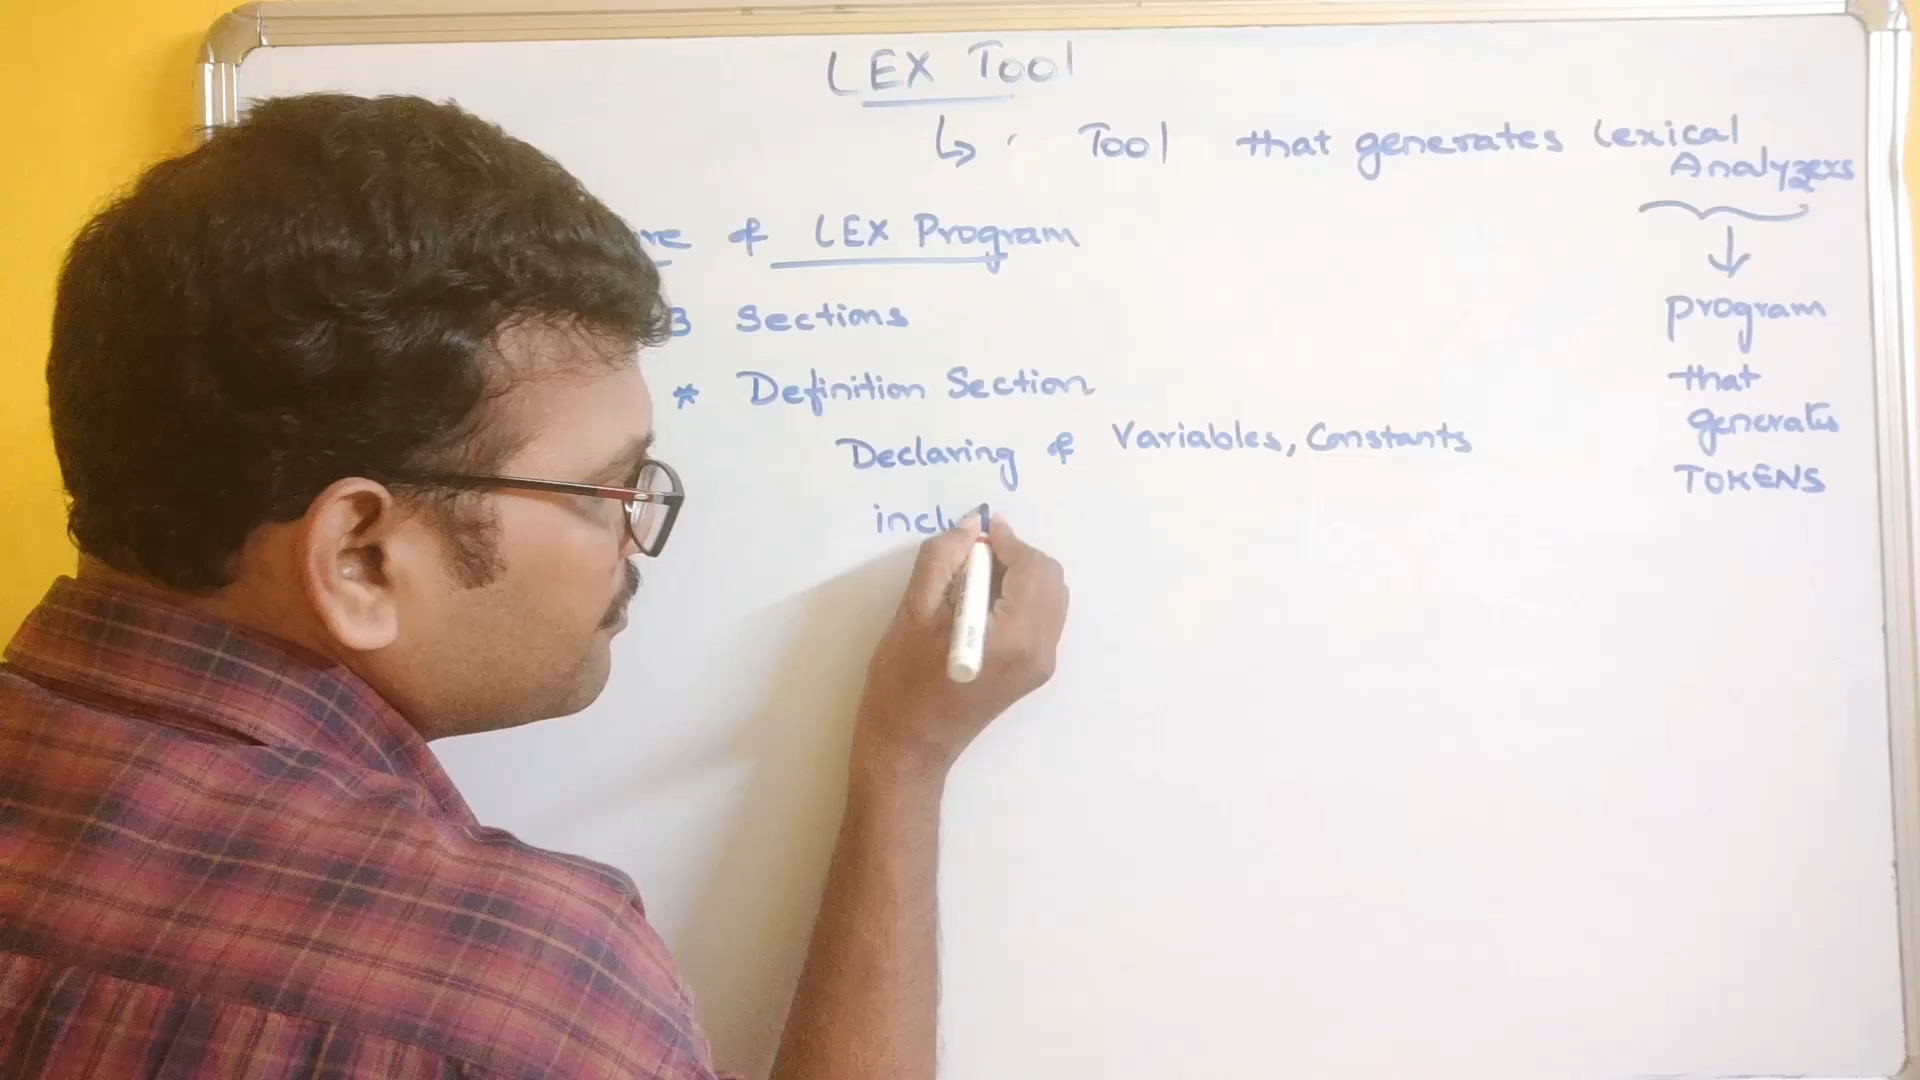 LEX Tool
↳ Tool that generates Lexical
Analyzers
of LEX Program
3 Sections
* Definition Section
Declaring of Variables, Constants
↓
program
that
generates
TOKENS